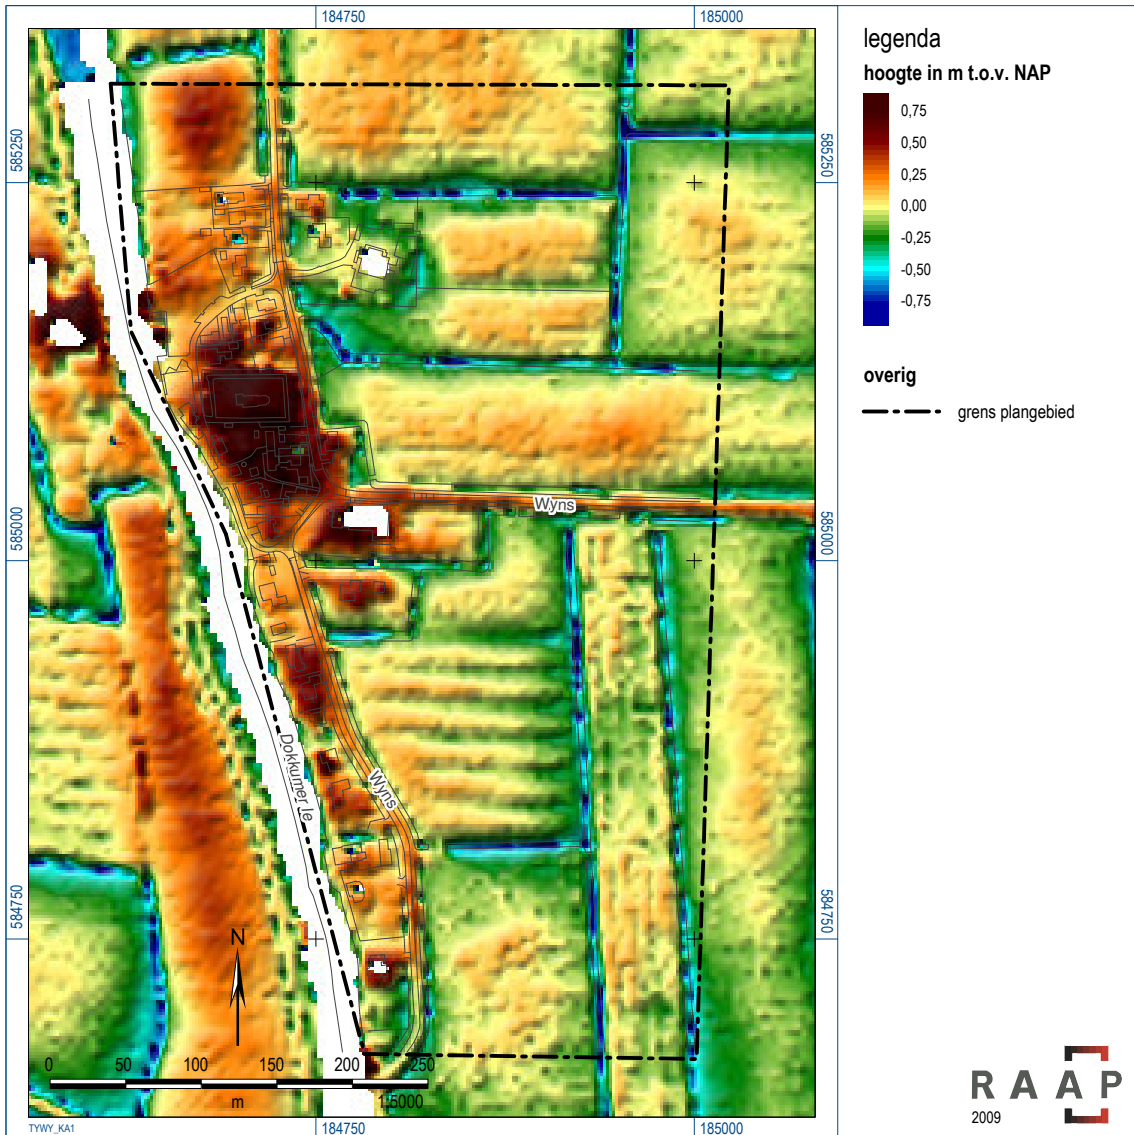 184750
185000
legenda
hoogte in m t.o.v. NAP
0,75
0,50
0,25
0,00
-0,25
-0,50
-0,75
overig
grens plangebied
585250
585250
585000
585000
584750
584750
Wyns
Wyns
Dokkumer Ie
N
0 50 100 150 200 250
m 1:5000
TYWY_KA1
184750
185000
RAAP
2009